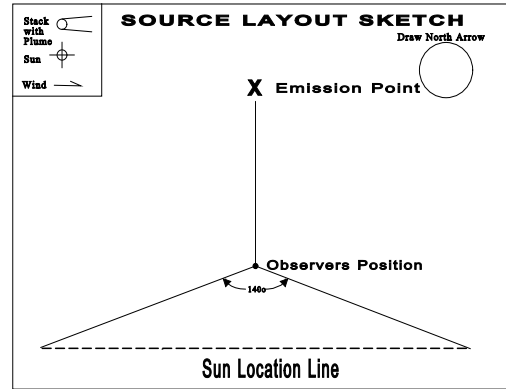 SOURCE LAYOUT SKETCH
Stack
with
Plume
Sun
Wind
Draw North Arrow
X Emission Point
Observers Position
140o
Sun Location Line